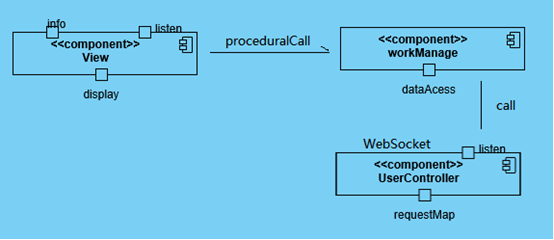 info
listen
<<component>>
View
display
proceduralCall
<<component>>
workManage
dataAcess
call
WebSocket
listen
<<component>>
UserController
requestMap